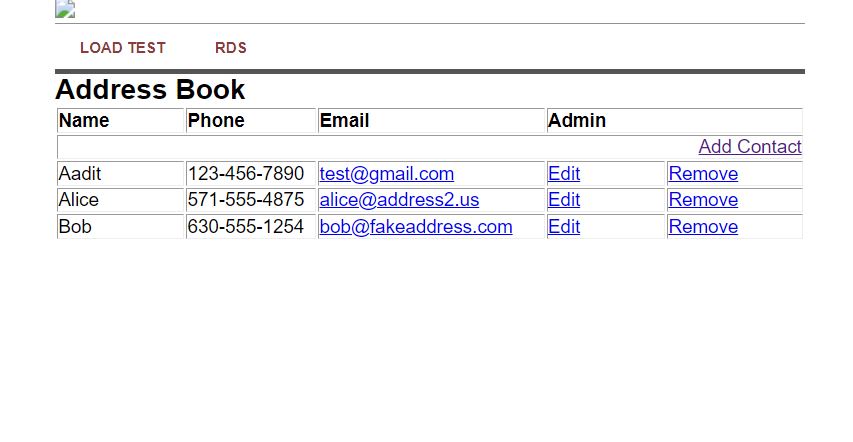 LOAD TEST RDS
Address Book
Name Phone Email Admin
Add Contact
Aadit 123-456-7890 test@gmail.com Edit Remove
Alice 571-555-4875 alice@address2.us Edit Remove
Bob 630-555-1254 bob@fakeaddress.com Edit Remove